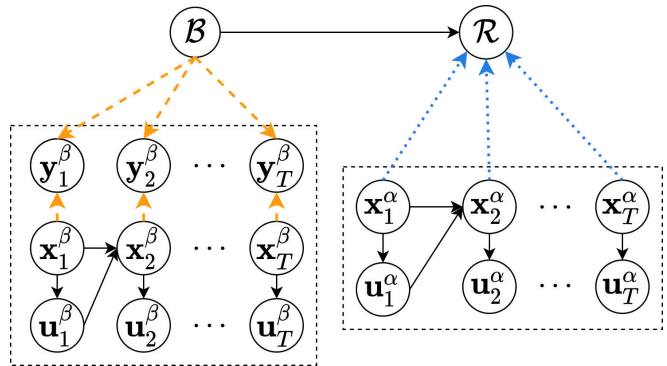 𝓑 𝓡
𝐲₁^β 𝐲₂^β ⋯ 𝐲_T^β
𝐱₁^β 𝐱₂^β ⋯ 𝐱_T^β
𝐮₁^β 𝐮₂^β ⋯ 𝐮_T^β
𝐱₁^α 𝐱₂^α ⋯ 𝐱_T^α
𝐮₁^α 𝐮₂^α ⋯ 𝐮_T^α